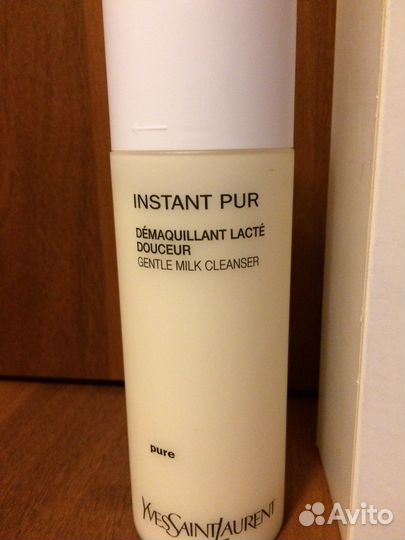 INSTANT PUR
DÉMAQUILLANT LACTÉ
DOUCEUR
GENTLE MILK CLEANSER
pure
YVESSAINTLAURENT
Avito